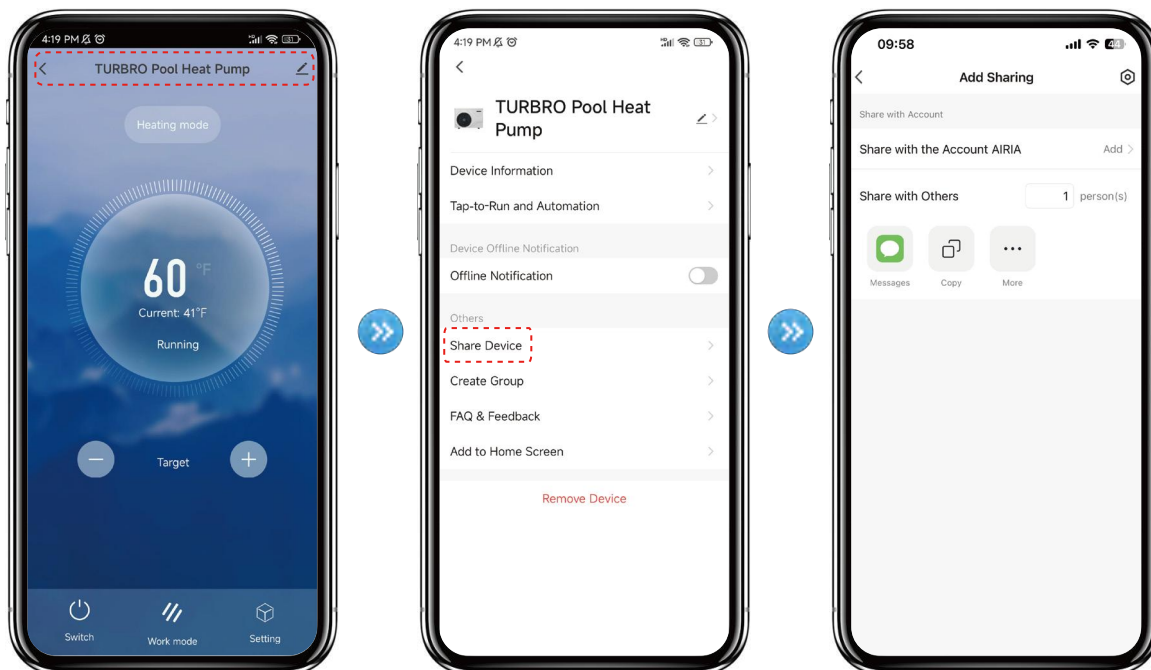 4:19 PM
31
TURBRO Pool Heat Pump
Heating mode
60 °F
Current: 41°F
Running
Target
Switch
Work mode
Setting
4:19 PM
31
TURBRO Pool Heat
Pump
Device Information
Tap-to-Run and Automation
Device Offline Notification
Offline Notification
Others
Share Device
Create Group
FAQ & Feedback
Add to Home Screen
Remove Device
09:58
44
Add Sharing
Share with Account
Share with the Account AIRIA Add
Share with Others 1 person(s)
Messages Copy More